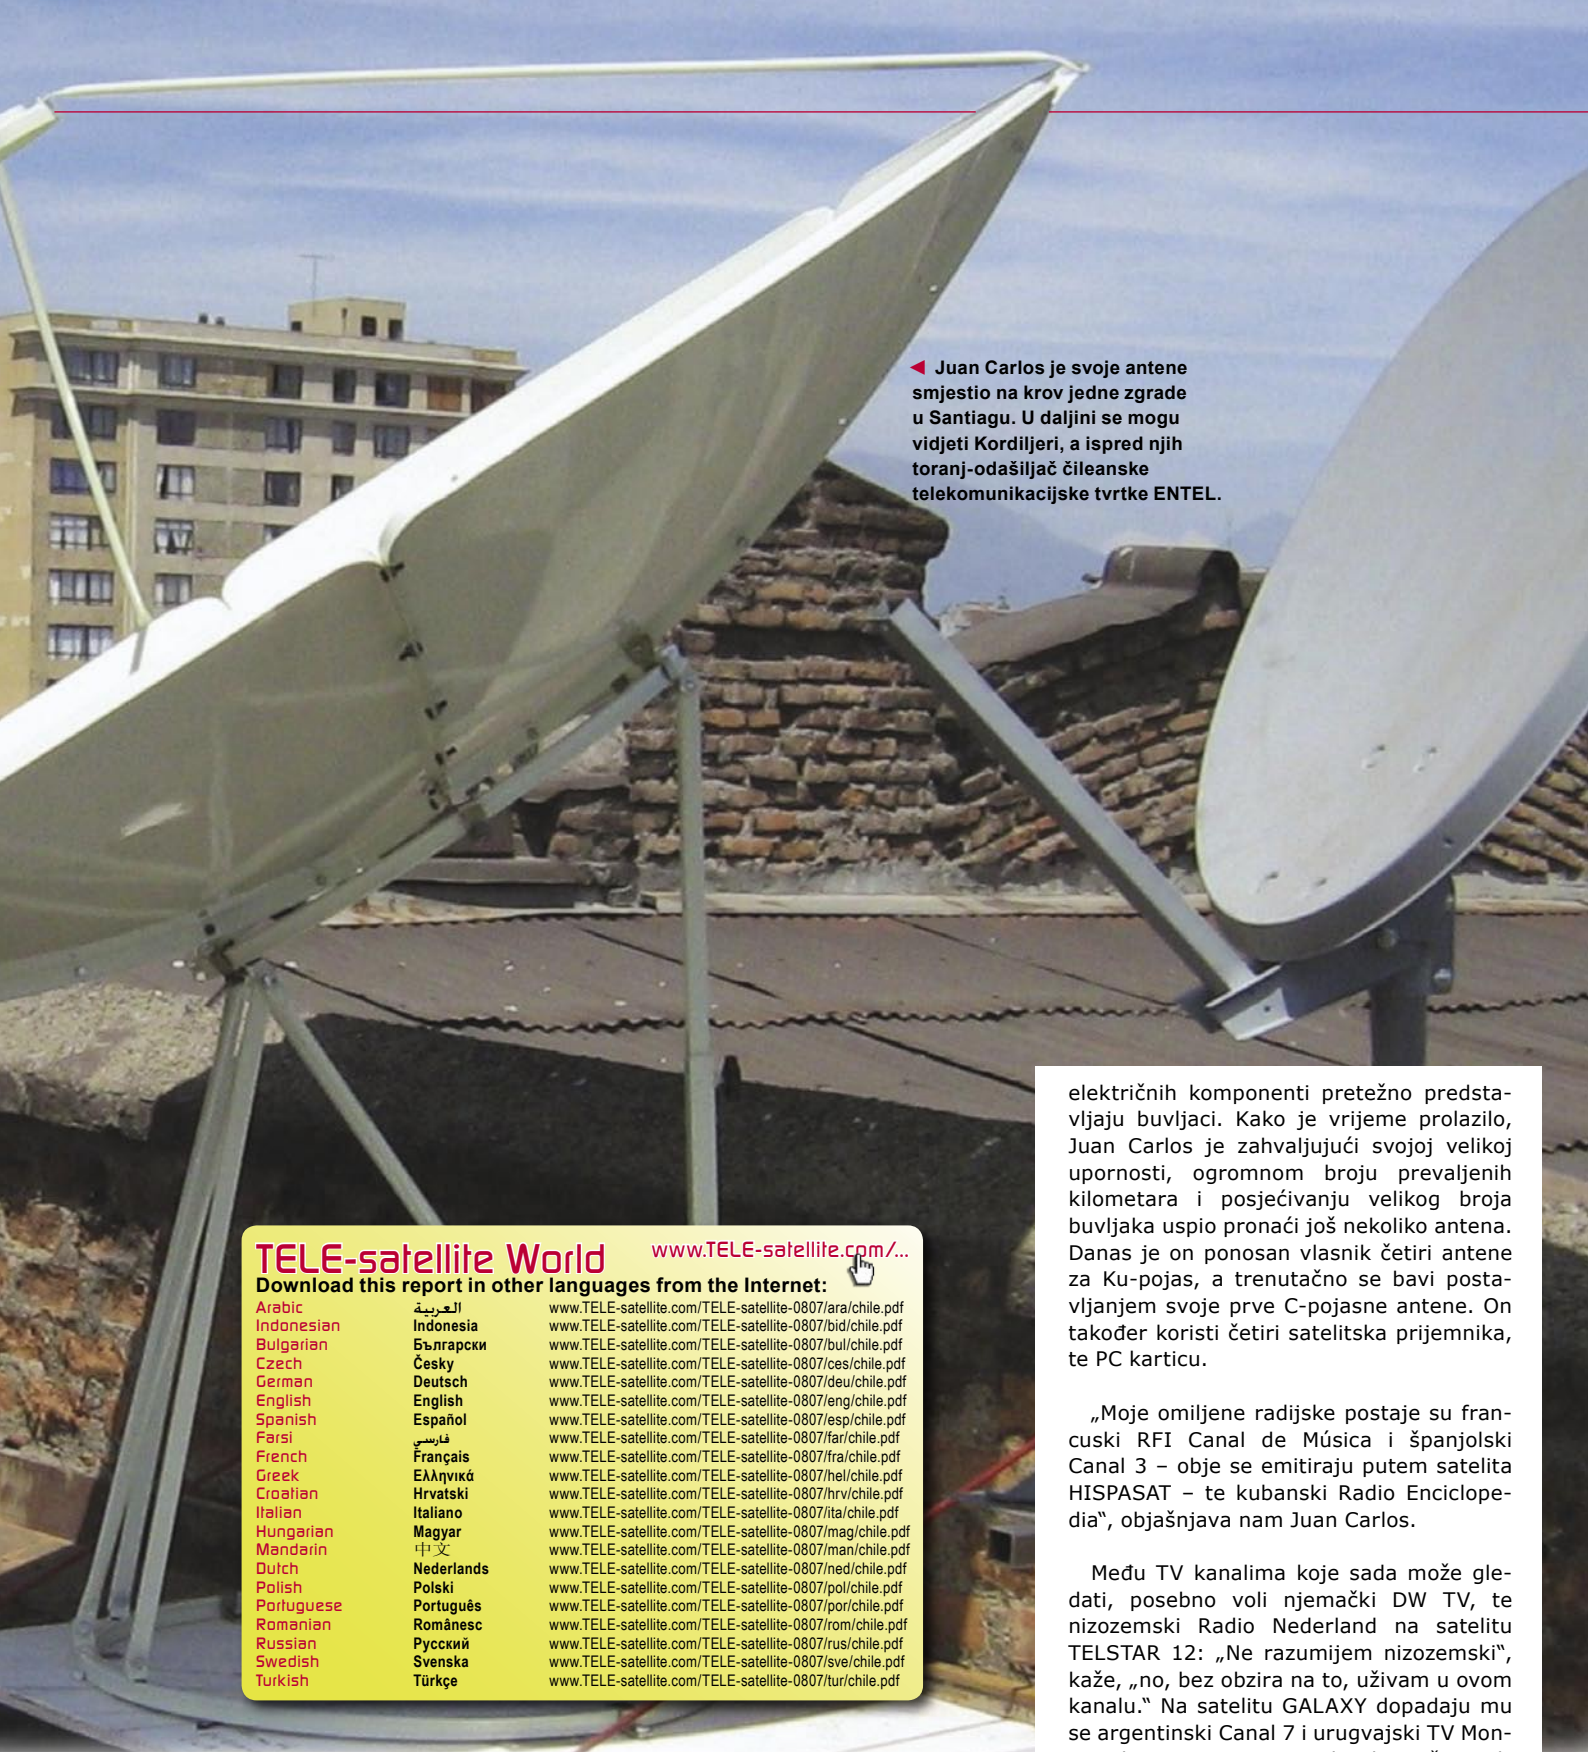 ◄ Juan Carlos je svoje antene
smjestio na krov jedne zgrade
u Santiagu. U daljini se mogu
vidjeti Kordiljeri, a ispred njih
toranj-odašiljač čileanske
telekomunikacijske tvrtke ENTEL.
električnih komponenti pretežno predsta-
vljaju buvljaci. Kako je vrijeme prolazilo,
Juan Carlos je zahvaljujući svojoj velikoj
upornosti, ogromnom broju prevaljenih
kilometara i posjećivanju velikog broja
buvljaka uspio pronaći još nekoliko antena.
Danas je on ponosan vlasnik četiri antene
za Ku-pojas, a trenutačno se bavi posta-
vljanjem svoje prve C-pojasne antene. On
također koristi četiri satelitska prijemnika,
te PC karticu.
„Moje omiljene radijske postaje su fran-
cuski RFI Canal de Música i španjolski
Canal 3 – obje se emitiraju putem satelita
HISPASAT – te kubanski Radio Enciclope-
dia“, objašnjava nam Juan Carlos.
Među TV kanalima koje sada može gle-
dati, posebno voli njemački DW TV, te
nizozemski Radio Nederland na satelitu
TELSTAR 12: „Ne razumijem nizozemski“,
kaže, „no, bez obzira na to, uživam u ovom
kanalu.“ Na satelitu GALAXY dopadaju mu
se argentinski Canal 7 i urugvajski TV Mon-
TELE-satellite World www.TELE-satellite.com/...
Download this report in other languages from the Internet:
Arabic العربية www.TELE-satellite.com/TELE-satellite-0807/ara/chile.pdf
Indonesian Indonesia www.TELE-satellite.com/TELE-satellite-0807/bid/chile.pdf
Bulgarian Български www.TELE-satellite.com/TELE-satellite-0807/bul/chile.pdf
Czech Česky www.TELE-satellite.com/TELE-satellite-0807/ces/chile.pdf
German Deutsch www.TELE-satellite.com/TELE-satellite-0807/deu/chile.pdf
English English www.TELE-satellite.com/TELE-satellite-0807/eng/chile.pdf
Spanish Español www.TELE-satellite.com/TELE-satellite-0807/esp/chile.pdf
Farsi فارسي www.TELE-satellite.com/TELE-satellite-0807/far/chile.pdf
French Français www.TELE-satellite.com/TELE-satellite-0807/fra/chile.pdf
Greek Ελληνικά www.TELE-satellite.com/TELE-satellite-0807/hel/chile.pdf
Croatian Hrvatski www.TELE-satellite.com/TELE-satellite-0807/hrv/chile.pdf
Italian Italiano www.TELE-satellite.com/TELE-satellite-0807/ita/chile.pdf
Hungarian Magyar www.TELE-satellite.com/TELE-satellite-0807/mag/chile.pdf
Mandarin 中文 www.TELE-satellite.com/TELE-satellite-0807/man/chile.pdf
Dutch Nederlands www.TELE-satellite.com/TELE-satellite-0807/ned/chile.pdf
Polish Polski www.TELE-satellite.com/TELE-satellite-0807/pol/chile.pdf
Portuguese Português www.TELE-satellite.com/TELE-satellite-0807/por/chile.pdf
Romanian Românesc www.TELE-satellite.com/TELE-satellite-0807/rom/chile.pdf
Russian Русский www.TELE-satellite.com/TELE-satellite-0807/rus/chile.pdf
Swedish Svenska www.TELE-satellite.com/TELE-satellite-0807/sve/chile.pdf
Turkish Türkçe www.TELE-satellite.com/TELE-satellite-0807/tur/chile.pdf